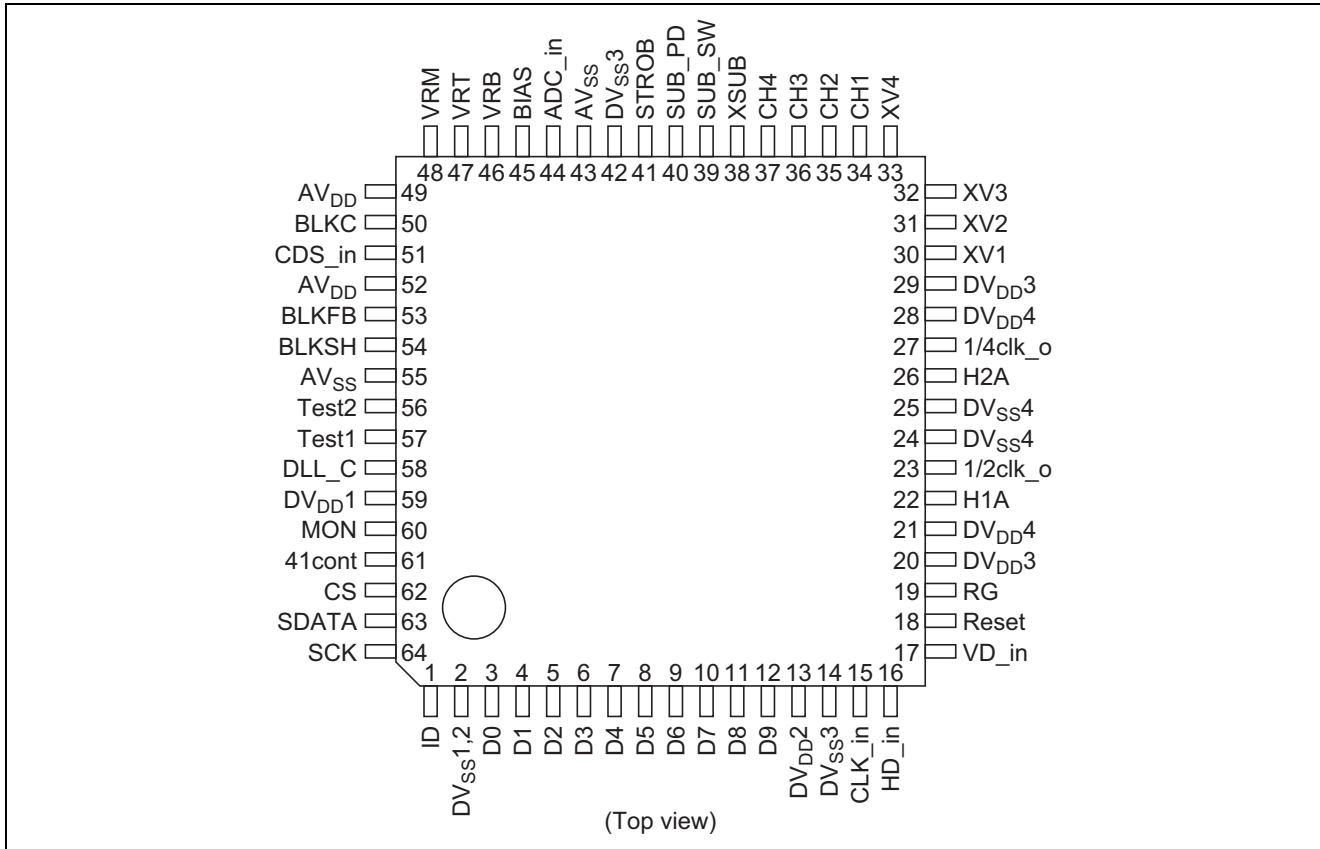 VRM
VRT
VRB
BIAS
ADC_in
AVSS
DVSS3
STROB
SUB_PD
SUB_SW
XSUB
CH4
CH3
CH2
CH1
XV4
48 47 46 45 44 43 42 41 40 39 38 37 36 35 34 33
AVDD 49
BLKC 50
CDS_in 51
AVDD 52
BLKFB 53
BLKSH 54
AVSS 55
Test2 56
Test1 57
DLL_C 58
DVDD1 59
MON 60
41cont 61
CS 62
SDATA 63
SCK 64
32 XV3
31 XV2
30 XV1
29 DVDD3
28 DVDD4
27 1/4clk_o
26 H2A
25 DVSS4
24 DVSS4
23 1/2clk_o
22 H1A
21 DVDD4
20 DVDD3
19 RG
18 Reset
17 VD_in
1 2 3 4 5 6 7 8 9 10 11 12 13 14 15 16
ID
DVSS1,2
D0
D1
D2
D3
D4
D5
D6
D7
D8
D9
DVDD2
DVSS3
CLK_in
HD_in
(Top view)